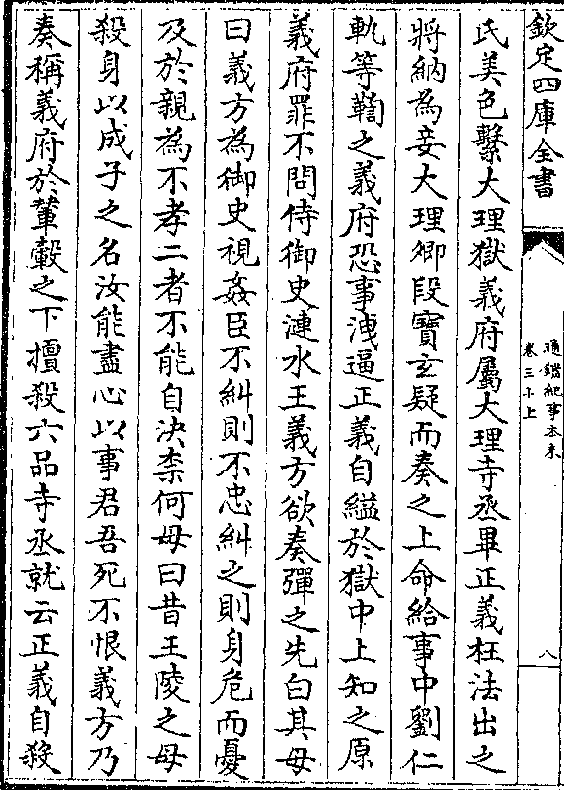 欽定四庫全書
通鑑紀事本末
卷三十上
八
氏美色繫大理獄義府屬大理寺丞畢正義枉法出之
將納為妾大理卿段寶玄疑而奏之上命給事中劉仁
軌等鞫之義府恐事洩逼正義自縊於獄中上知之原
義府罪不問侍御史漣水王義方欲奏彈之先白其母
曰義方為御史視姦臣不糾則不忠糾之則身危而憂
及於親為不孝二者不能自決柰何母曰昔王陵之母
殺身以成子之名汝能盡心以事君吾死不恨義方乃
奏稱義府於輦轂之下擅殺六品寺丞就云正義自殺